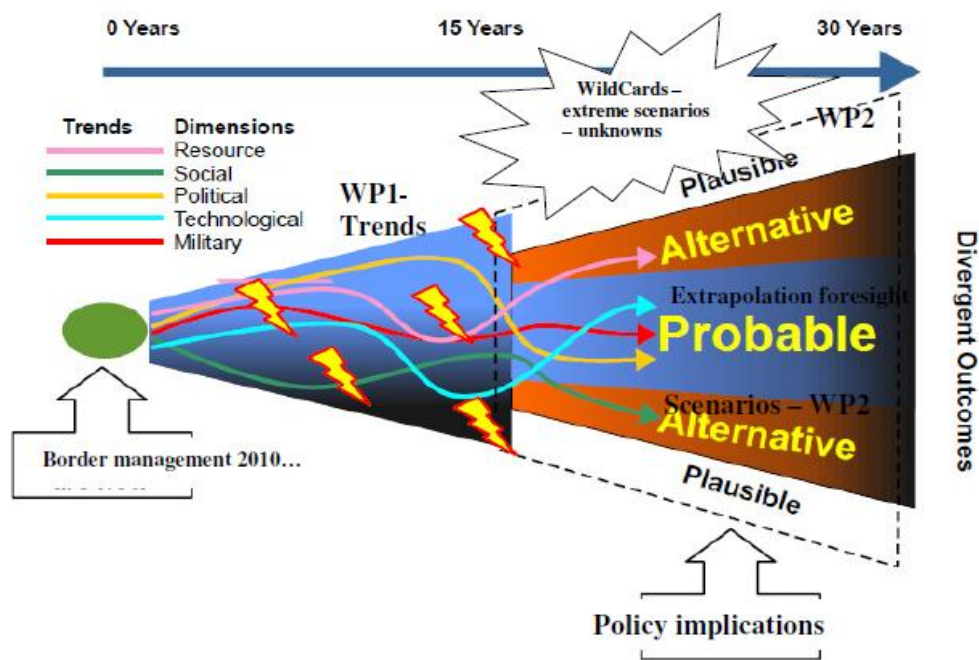 0 Years
15 Years
30 Years
WildCards –
extreme scenarios
– unknowns
WP2
Trends
Dimensions
Resource
Social
Political
Technological
Military
WP1-
Trends
Plausible
Alternative
Extrapolation foresight
Probable
Scenarios – WP2
Alternative
Plausible
Divergent Outcomes
Border management 2010…
Policy implications